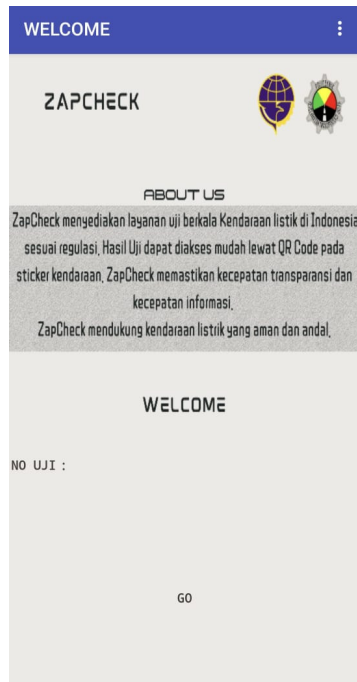 WELCOME
ZAPCHECK
ABOUT US
ZapCheck menyediakan layanan uji berkala Kendaraan listik di Indonesia
sesuai regulasi, Hasil Uji dapat diakses mudah lewat QR Code pada
sticker kendaraan, ZapCheck memastikan kecepatan transparansi dan
kecepatan informasi,
ZapCheck mendukung kendaraan listrik yang aman dan andal,
WELCOME
NO UJI :
GO